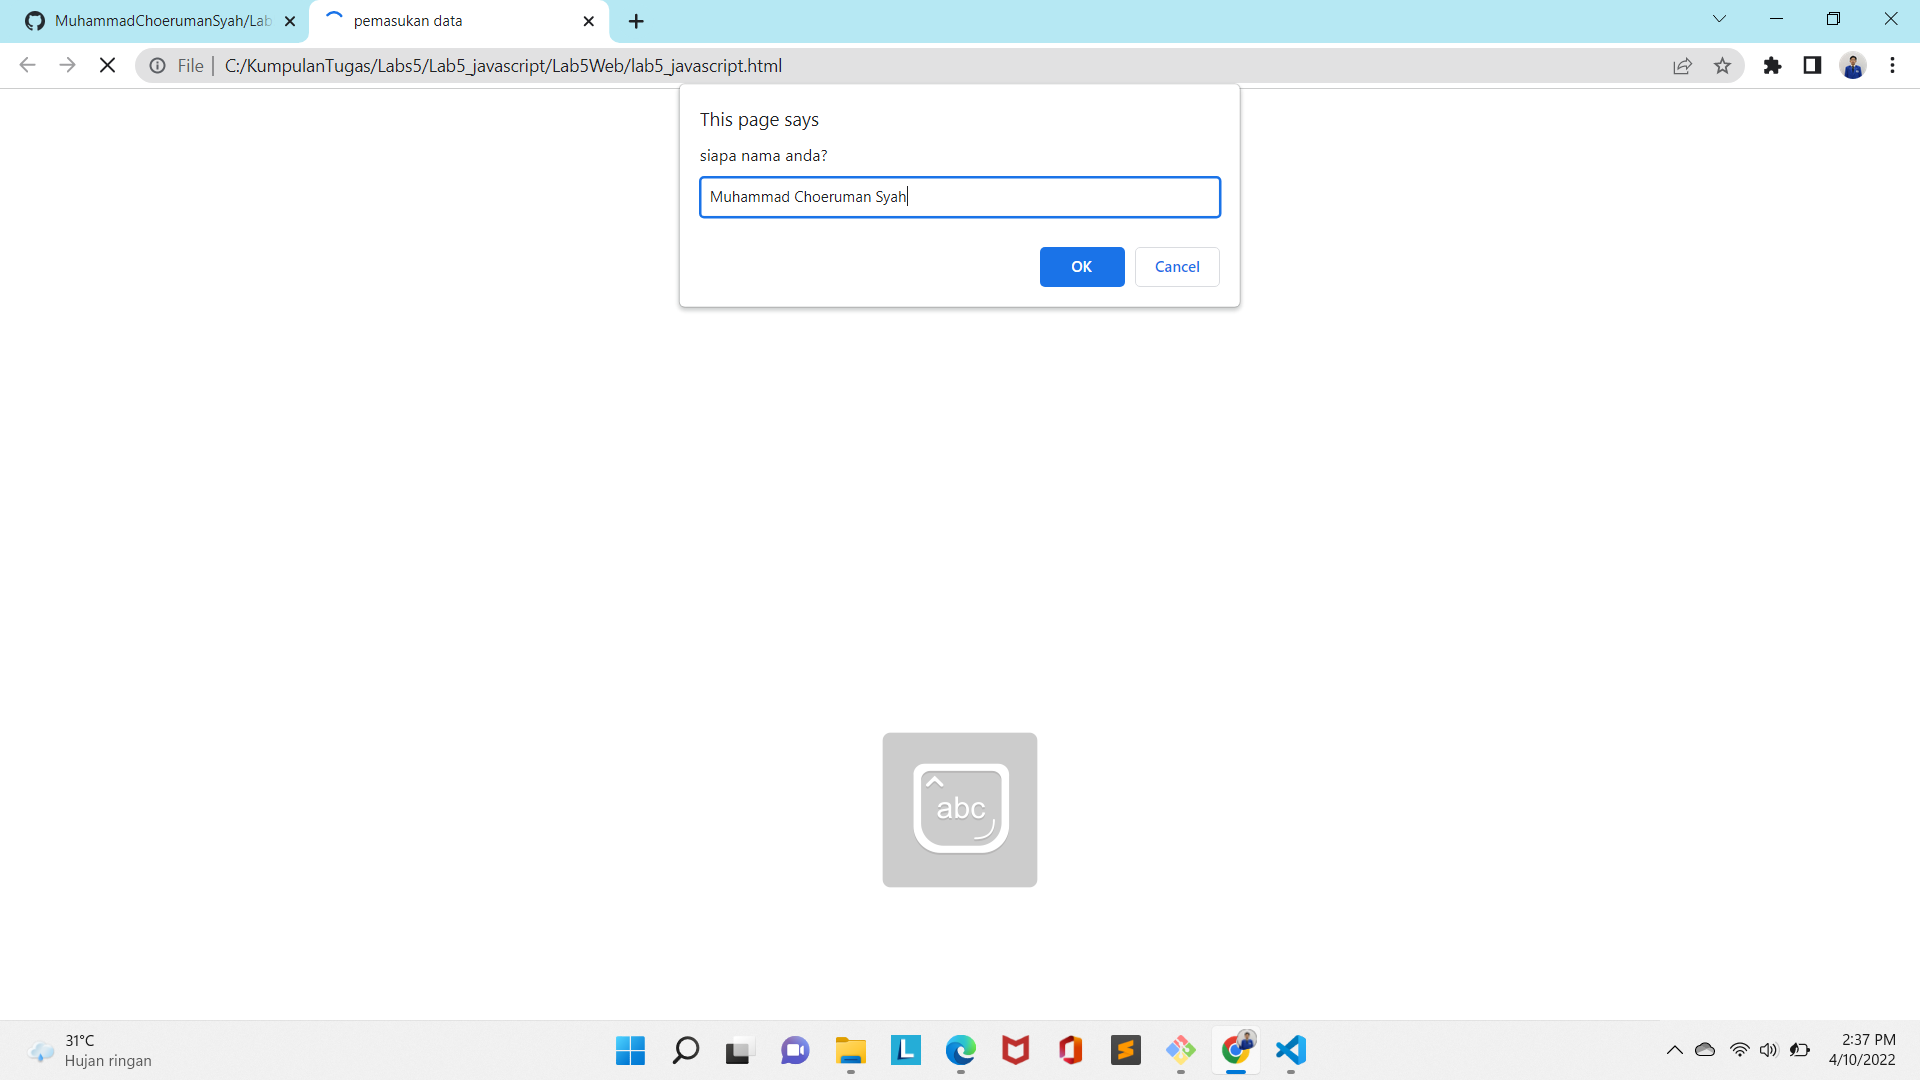 MuhammadChoerumanSyah/Lab
pemasukan data
File
C:/KumpulanTugas/Labs5/Lab5_javascript/Lab5Web/lab5_javascript.html
This page says
siapa nama anda?
Muhammad Choeruman Syah
OK
Cancel
abc
31°C
Hujan ringan
L
2:37 PM
4/10/2022